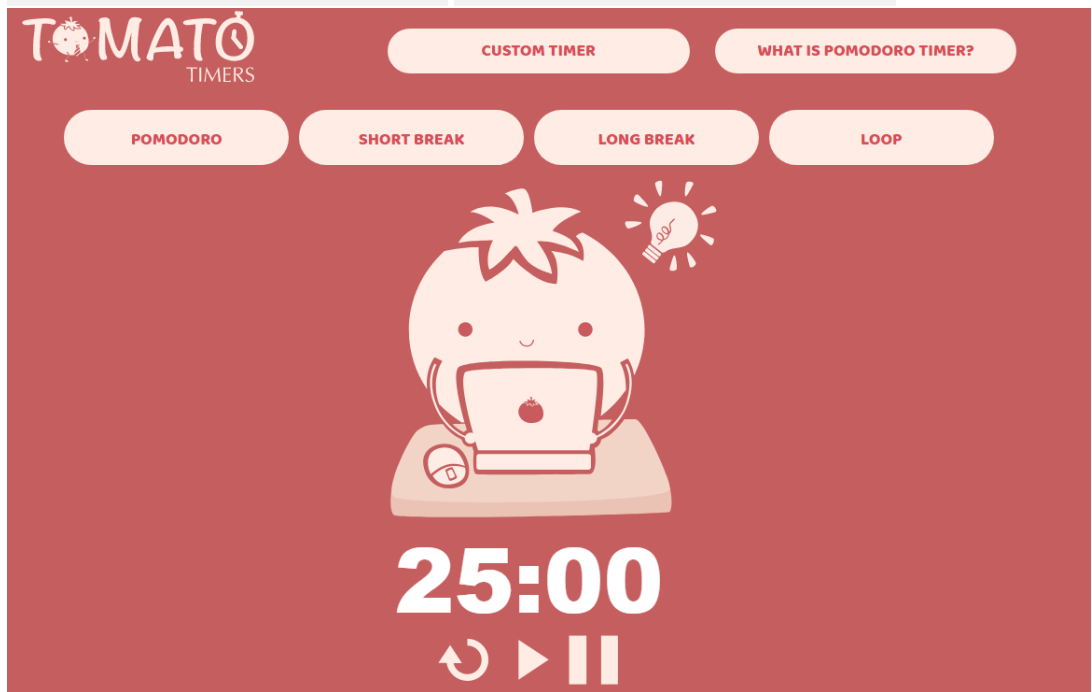 TOMATO
TIMERS
CUSTOM TIMER
WHAT IS POMODORO TIMER?
POMODORO
SHORT BREAK
LONG BREAK
LOOP
25:00